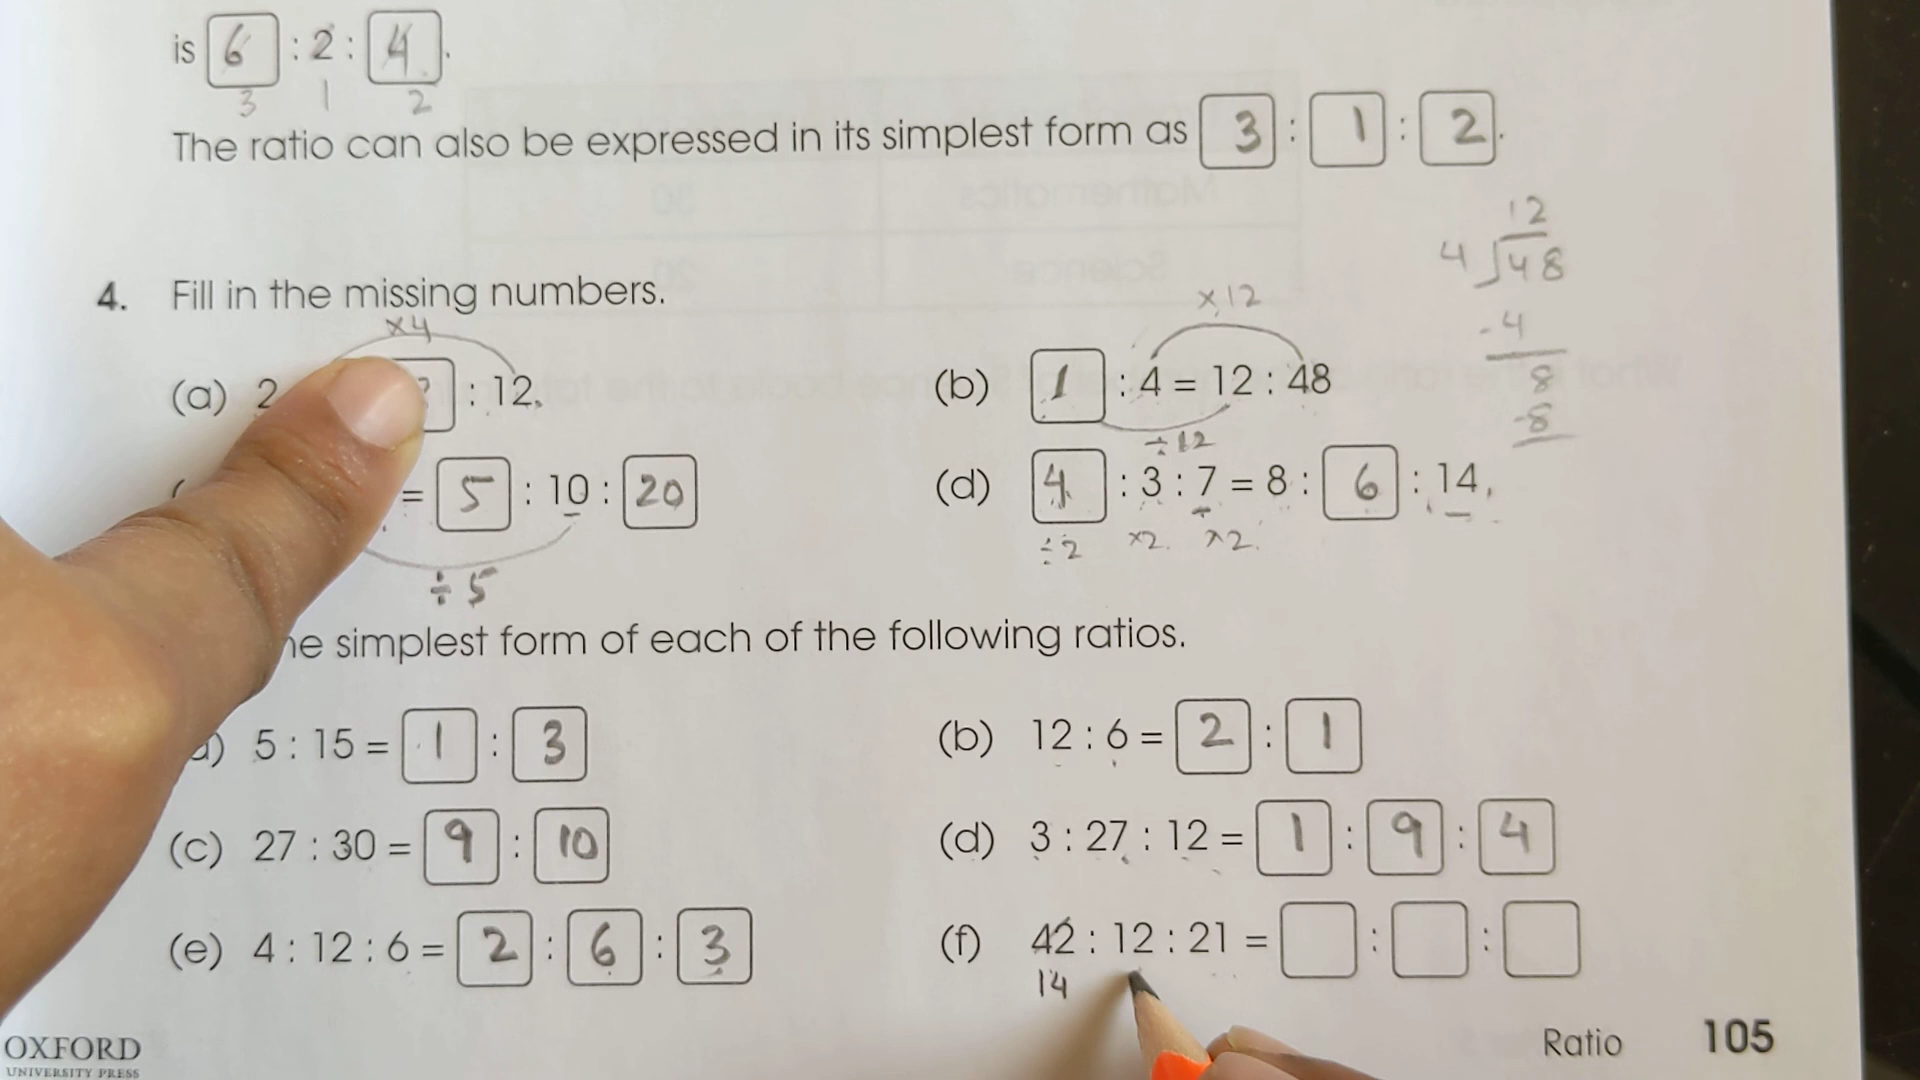 is 6 : 2 : 4.
3 1 2
The ratio can also be expressed in its simplest form as 3 : 1 : 2.
12
4 48
- 4
8
- 8
4. Fill in the missing numbers.
×4
(a) 2 : 12.
×12
(b) 1 : 4 = 12 : 48
÷12
= 5 : 10 : 20
÷5
(d) 4 : 3 : 7 = 8 : 6 : 14.
÷2 ×2 ×2
simplest form of each of the following ratios.
5 : 15 = 1 : 3
(b) 12 : 6 = 2 : 1
(c) 27 : 30 = 9 : 10
(d) 3 : 27 : 12 = 1 : 9 : 4
(e) 4 : 12 : 6 = 2 : 6 : 3
(f) 42 : 12 : 21 = : :
14
OXFORD
UNIVERSITY PRESS
Ratio 105